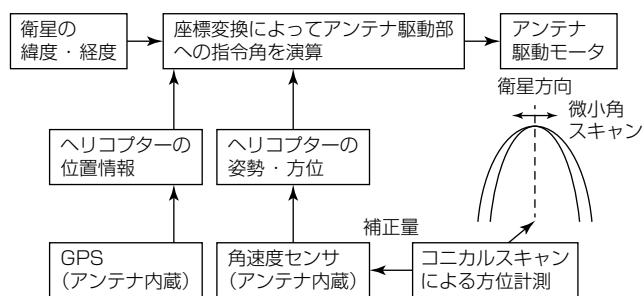 衛星の
緯度・経度
座標変換によってアンテナ駆動部
への指令角を演算
アンテナ
駆動モータ
衛星方向
微小角
スキャン
ヘリコプターの
位置情報
ヘリコプターの
姿勢・方位
補正量
GPS
(アンテナ内蔵)
角速度センサ
(アンテナ内蔵)
コニカルスキャン
による方位計測